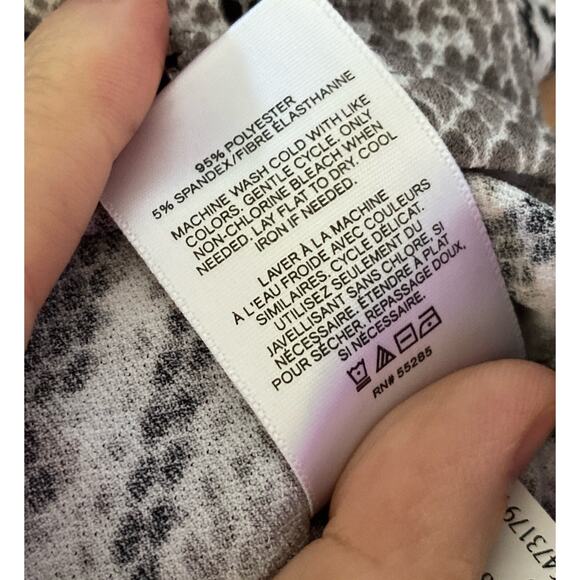 95% POLYESTER
5% SPANDEX/FIBRE ÉLASTHANNE
MACHINE WASH COLD WITH LIKE
COLORS, GENTLE CYCLE. ONLY
NON-CHLORINE BLEACH WHEN
NEEDED. LAY FLAT TO DRY. COOL
IRON IF NEEDED.
LAVER À LA MACHINE
À L'EAU FROIDE AVEC COULEURS
SIMILAIRES; CYCLE DÉLICAT.
UTILISEZ SEULEMENT DU
JAVELLISANT SANS CHLORE, SI
NÉCESSAIRE. ÉTENDRE À PLAT
POUR SÉCHER. REPASSAGE DOUX,
SI NÉCESSAIRE.
RN# 55285
473179